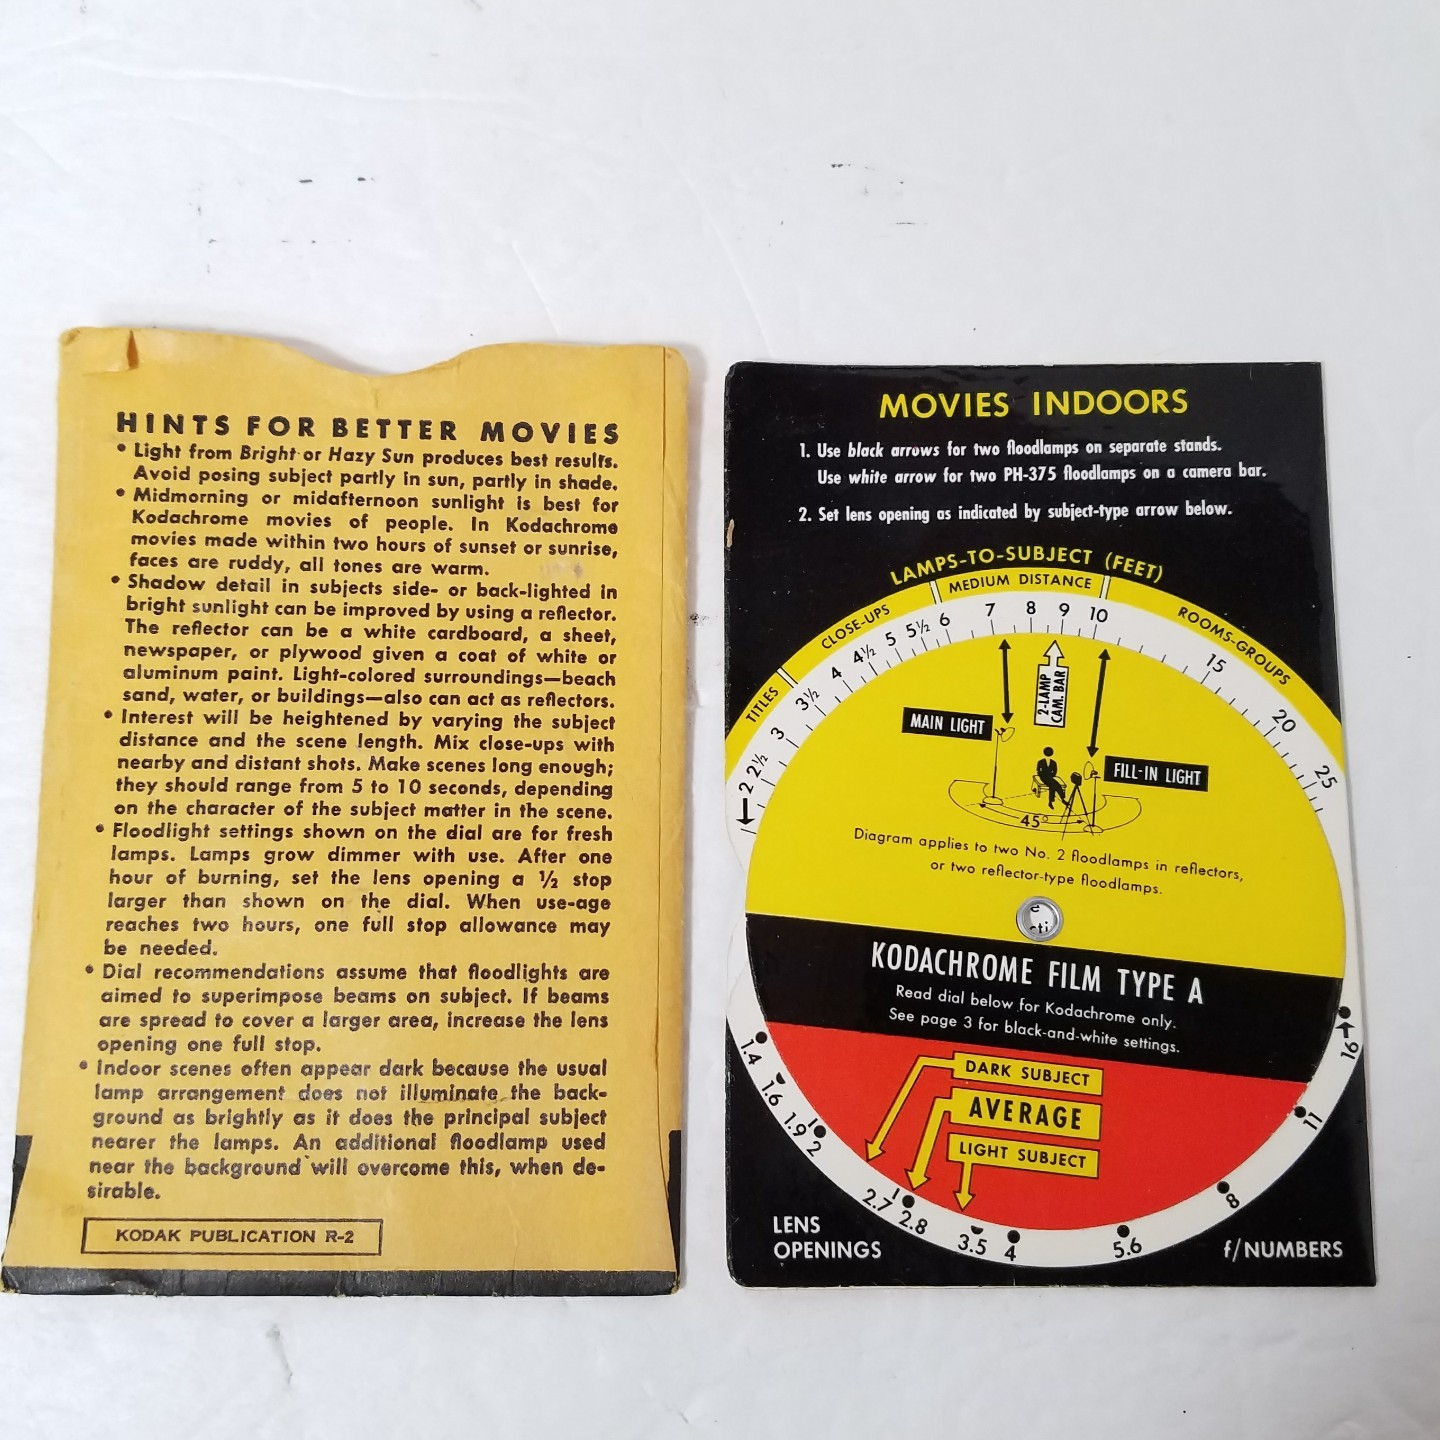 HINTS FOR BETTER MOVIES
• Light from Bright or Hazy Sun produces best results.
Avoid posing subject partly in sun, partly in shade.
• Midmorning or midafternoon sunlight is best for
Kodachrome movies of people. In Kodachrome
movies made within two hours of sunset or sunrise,
faces are ruddy, all tones are warm.
• Shadow detail in subjects side- or back-lighted in
bright sunlight can be improved by using a reflector.
The reflector can be a white cardboard, a sheet,
newspaper, or plywood given a coat of white or
aluminum paint. Light-colored surroundings—beach
sand, water, or buildings—also can act as reflectors.
• Interest will be heightened by varying the subject
distance and the scene length. Mix close-ups with
nearby and distant shots. Make scenes long enough;
they should range from 5 to 10 seconds, depending
on the character of the subject matter in the scene.
• Floodlight settings shown on the dial are for fresh
lamps. Lamps grow dimmer with use. After one
hour of burning, set the lens opening a ½ stop
larger than shown on the dial. When use-age
reaches two hours, one full stop allowance may
be needed.
• Dial recommendations assume that floodlights are
aimed to superimpose beams on subject. If beams
are spread to cover a larger area, increase the lens
opening one full stop.
• Indoor scenes often appear dark because the usual
lamp arrangement does not illuminate the back-
ground as brightly as it does the principal subject
nearer the lamps. An additional floodlamp used
near the background will overcome this, when de-
sirable.
KODAK PUBLICATION R-2
MOVIES INDOORS
1. Use black arrows for two floodlamps on separate stands.
Use white arrow for two PH-375 floodlamps on a camera bar.
2. Set lens opening as indicated by subject-type arrow below.
LAMPS-TO-SUBJECT (FEET)
TITLES CLOSE-UPS MEDIUM DISTANCE ROOMS-GROUPS
2 2½ 3 3½ 4 4½ 5 5½ 6 7 8 9 10 15 20 25
2-LAMP
CAM. BAR
MAIN LIGHT
FILL-IN LIGHT
45°
Diagram applies to two No. 2 floodlamps in reflectors,
or two reflector-type floodlamps.
e
cti
KODACHROME FILM TYPE A
Read dial below for Kodachrome only.
See page 3 for black-and-white settings.
DARK SUBJECT
AVERAGE
LIGHT SUBJECT
1.4 1.6 1.9 2 2.7 2.8 3.5 4 5.6 8 11 16
LENS
OPENINGS
f/NUMBERS